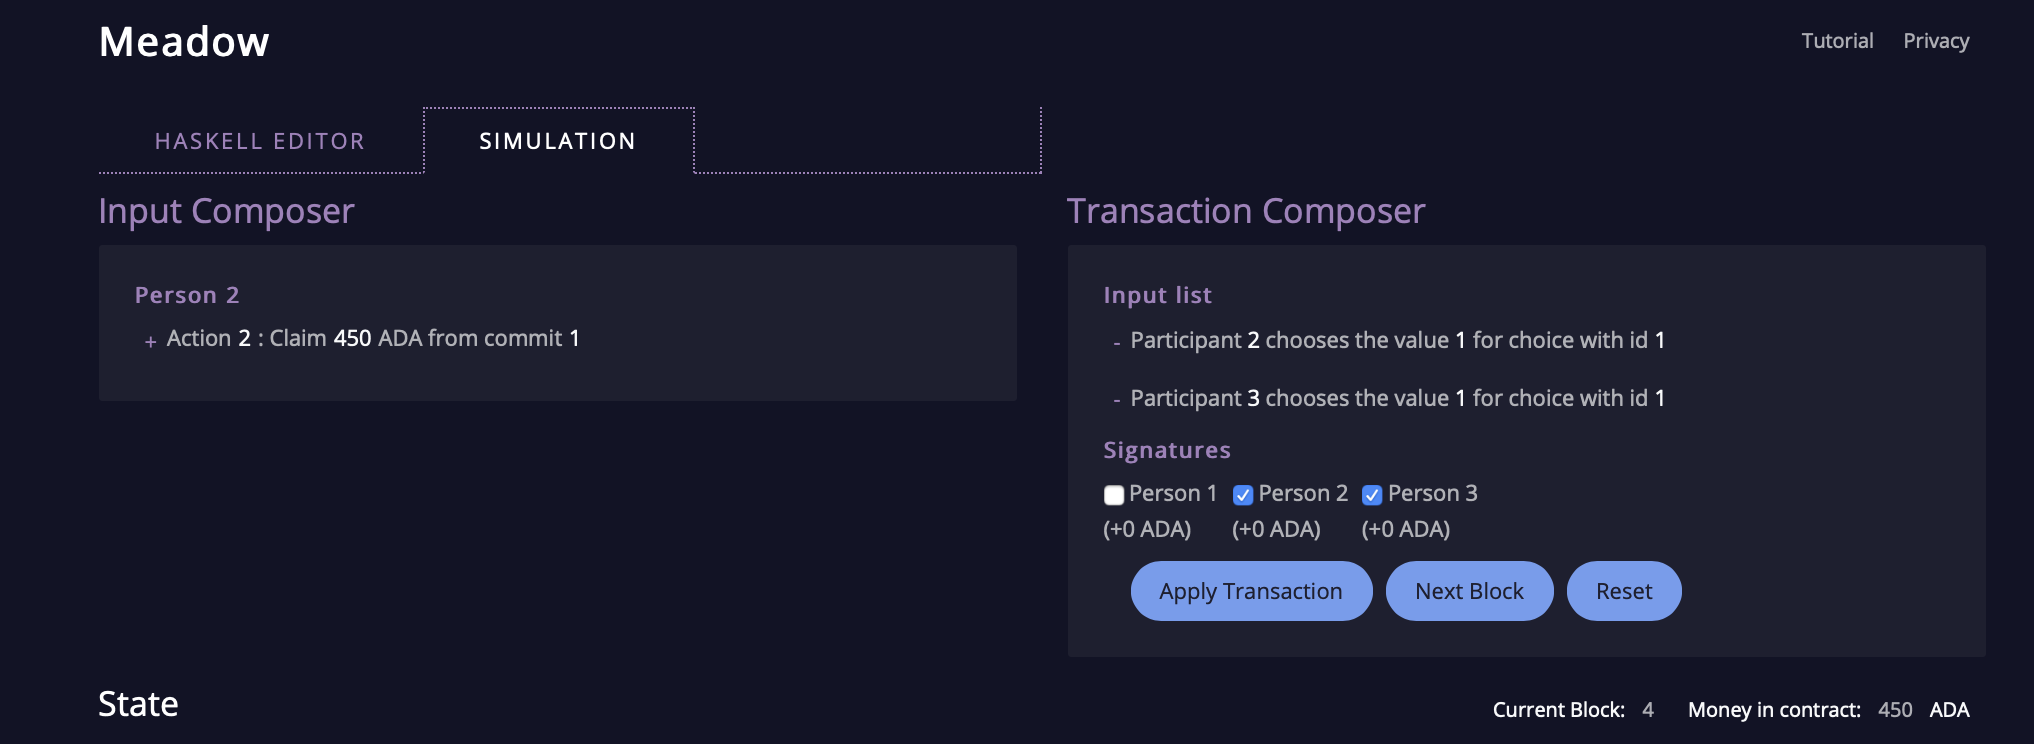 Meadow
Tutorial Privacy
HASKELL EDITOR SIMULATION
Input Composer
Person 2
+ Action 2 : Claim 450 ADA from commit 1
Transaction Composer
Input list
- Participant 2 chooses the value 1 for choice with id 1
- Participant 3 chooses the value 1 for choice with id 1
Signatures
Person 1 Person 2 Person 3
(+0 ADA) (+0 ADA) (+0 ADA)
Apply Transaction Next Block Reset
State
Current Block: 4 Money in contract: 450 ADA